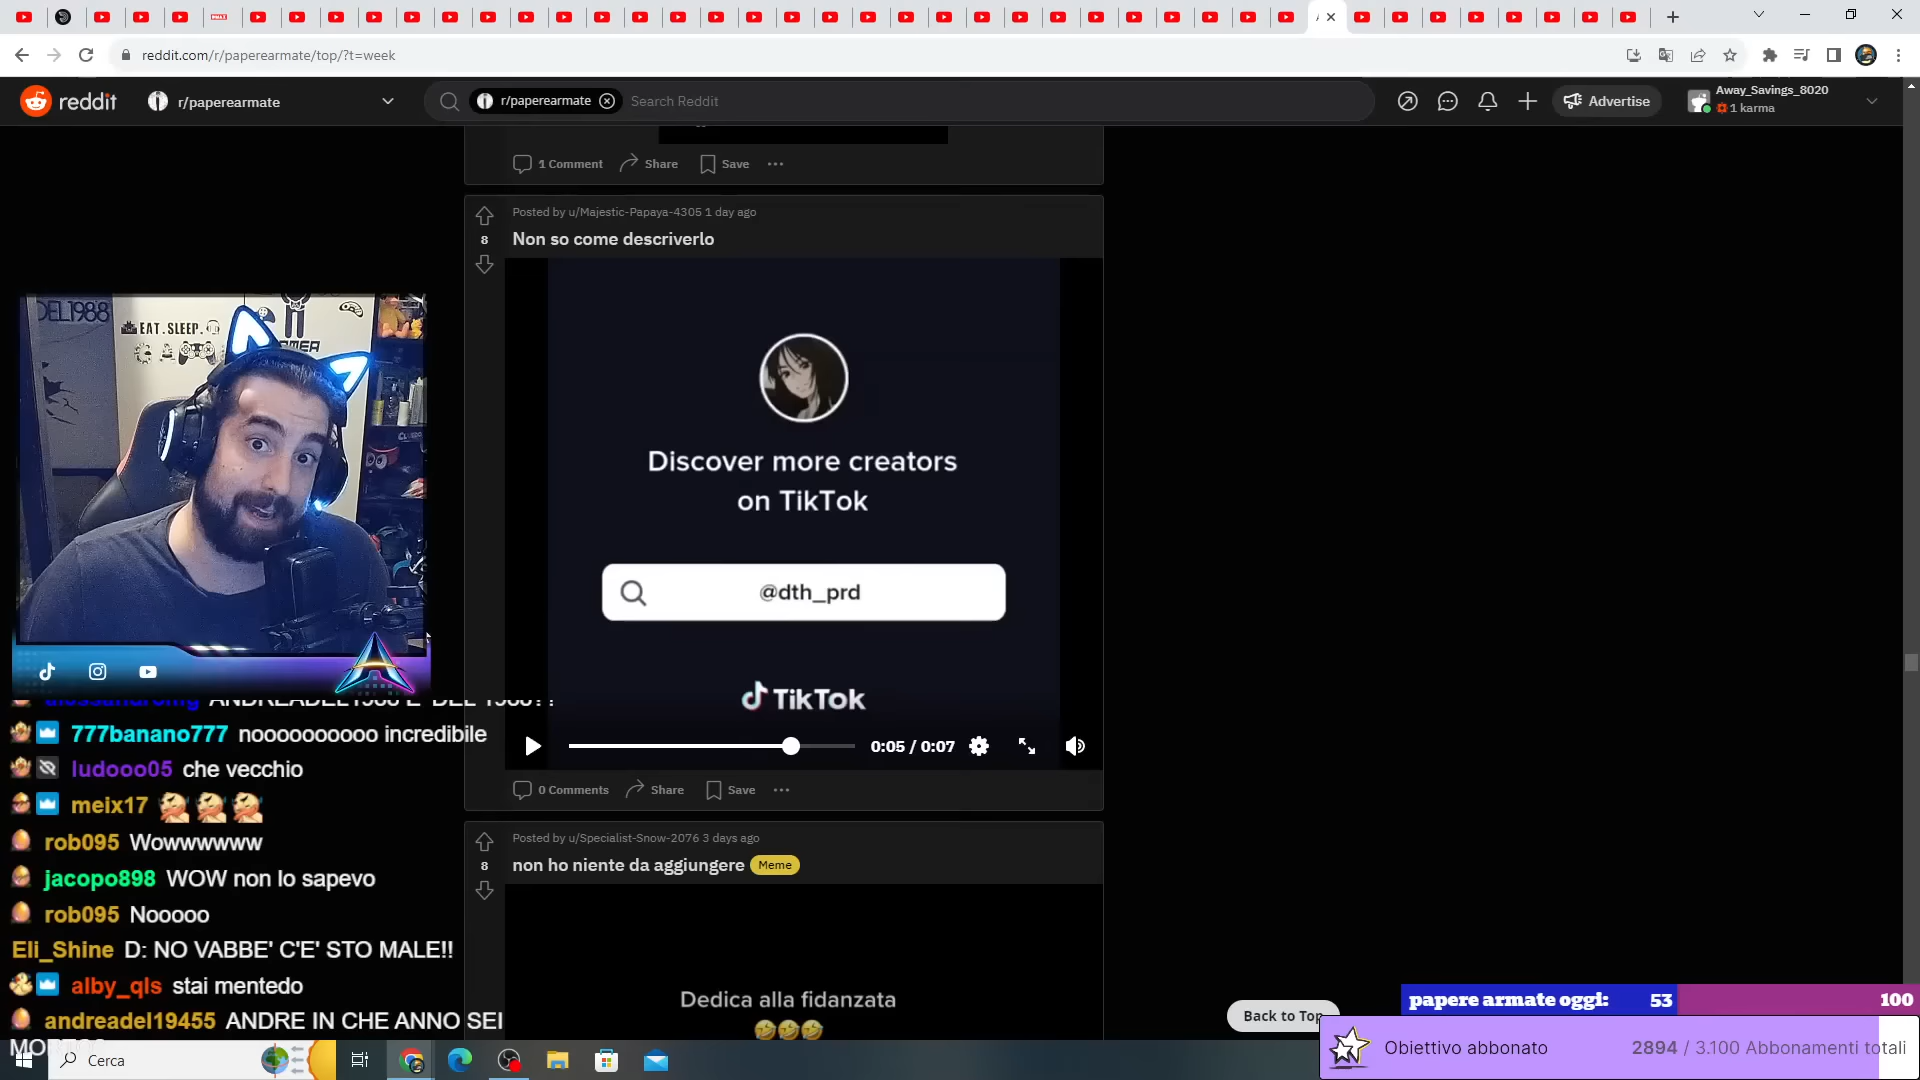 reddit.com/r/paperearmate/top/?t=week
reddit
r/paperearmate
r/paperearmate
Search Reddit
Advertise
Away_Savings_8020
1 karma
1 Comment
Share
Save
Posted by u/Majestic-Papaya-4305 1 day ago
8
Non so come descriverlo
DEL1988
EAT.SLEEP.
Discover more creators
on TikTok
@dth_prd
TikTok
0:05 / 0:07
0 Comments
Share
Save
777banano777 noooooooooo incredibile
ludooo05 che vecchio
meix17
rob095 Wowwwwww
jacopo898 WOW non lo sapevo
rob095 Nooooo
Eli_Shine D: NO VABBE' C'E' STO MALE!!
alby_qls stai mentedo
andreadel19455 ANDRE IN CHE ANNO SEI
Posted by u/Specialist-Snow-2076 3 days ago
8
non ho niente da aggiungere
Meme
Dedica alla fidanzata
🤣🤣🤣
Back to Top
papere armate oggi: 53
100
Obiettivo abbonato
2894 / 3.100 Abbonamenti totali
Cerca